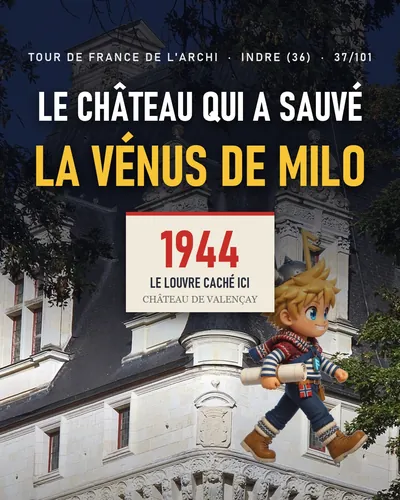 TOUR DE FRANCE DE L'ARCHI · INDRE (36) · 37/101
LE CHÂTEAU QUI A SAUVÉ
LA VÉNUS DE MILO
1944
LE LOUVRE CACHÉ ICI
CHÂTEAU DE VALENÇAY